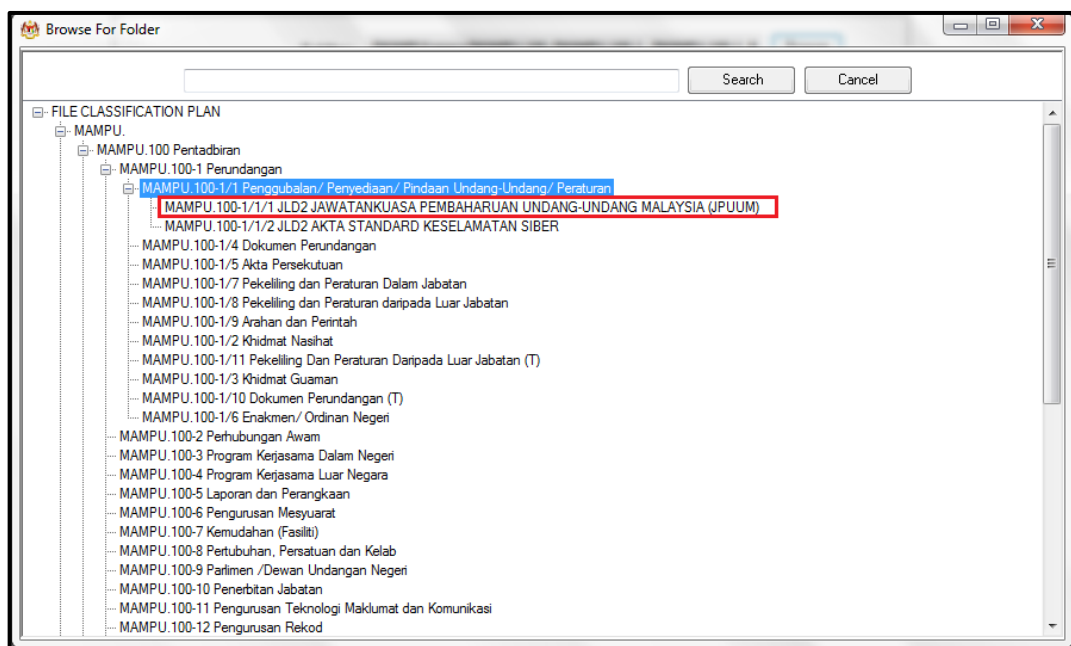 Browse For Folder
Search
Cancel
FILE CLASSIFICATION PLAN
MAMPU.
MAMPU.100 Pentadbiran
MAMPU.100-1 Perundangan
MAMPU.100-1/1 Penggubalan/ Penyediaan/ Pindaan Undang-Undang/ Peraturan
MAMPU.100-1/1/1 JLD2 JAWATANKUASA PEMBAHARUAN UNDANG-UNDANG MALAYSIA (JPUUM)
MAMPU.100-1/1/2 JLD2 AKTA STANDARD KESELAMATAN SIBER
MAMPU.100-1/4 Dokumen Perundangan
MAMPU.100-1/5 Akta Persekutuan
MAMPU.100-1/7 Pekeliling dan Peraturan Dalam Jabatan
MAMPU.100-1/8 Pekeliling dan Peraturan daripada Luar Jabatan
MAMPU.100-1/9 Arahan dan Perintah
MAMPU.100-1/2 Khidmat Nasihat
MAMPU.100-1/11 Pekeliling Dan Peraturan Daripada Luar Jabatan (T)
MAMPU.100-1/3 Khidmat Guaman
MAMPU.100-1/10 Dokumen Perundangan (T)
MAMPU.100-1/6 Enakmen/ Ordinan Negeri
MAMPU.100-2 Perhubungan Awam
MAMPU.100-3 Program Kerjasama Dalam Negeri
MAMPU.100-4 Program Kerjasama Luar Negara
MAMPU.100-5 Laporan dan Perangkaan
MAMPU.100-6 Pengurusan Mesyuarat
MAMPU.100-7 Kemudahan (Fasiliti)
MAMPU.100-8 Pertubuhan, Persatuan dan Kelab
MAMPU.100-9 Parlimen /Dewan Undangan Negeri
MAMPU.100-10 Penerbitan Jabatan
MAMPU.100-11 Pengurusan Teknologi Maklumat dan Komunikasi
MAMPU.100-12 Pengurusan Rekod